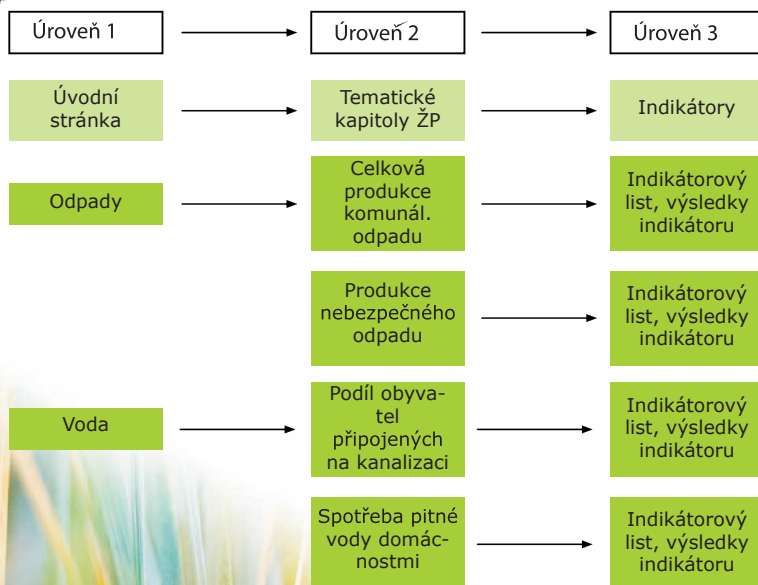 Úroveň 1
Úroveň 2
Úroveň 3
Úvodní
stránka
Tematické
kapitoly ŽP
Indikátory
Odpady
Celková
produkce
komunál.
odpadu
Indikátorový
list, výsledky
indikátoru
Produkce
nebezpečného
odpadu
Indikátorový
list, výsledky
indikátoru
Voda
Podíl obyva-
tel
připojených
na kanalizaci
Indikátorový
list, výsledky
indikátoru
Spotřeba pitné
vody domác-
nostmi
Indikátorový
list, výsledky
indikátoru